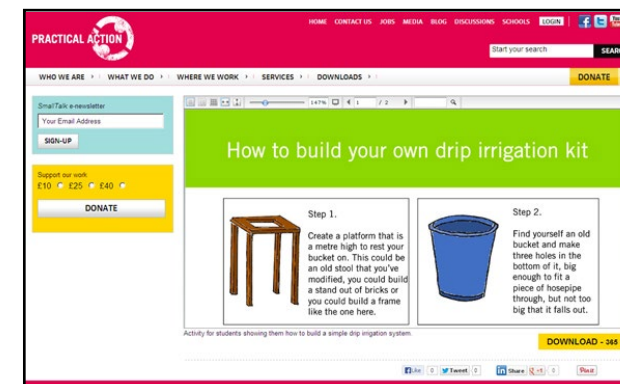 HOME CONTACT US JOBS MEDIA BLOG DISCUSSIONS SCHOOLS LOGIN
PRACTICAL ACTION
Start your search
WHO WE ARE WHAT WE DO WHERE WE WORK SERVICES DOWNLOADS
DONATE
SmallTalk e-newsletter
Your Email Address
SIGN-UP
Support our work
£10 £25 £40
DONATE
147% 1 / 2
How to build your own drip irrigation kit
Step 1.
Create a platform that is
a metre high to rest your
bucket on. This could be
an old stool that you've
modified, you could build
a stand out of bricks or
you could build a frame
like the one here.
Step 2.
Find yourself an old
bucket and make
three holes in the
bottom of it, big
enough to fit a
piece of hosepipe
through, but not too
big that it falls out.
Activity for students showing them how to build a simple drip irrigation system.
DOWNLOAD - 365
Like 0 Tweet 0 Share +1 0 Pin it